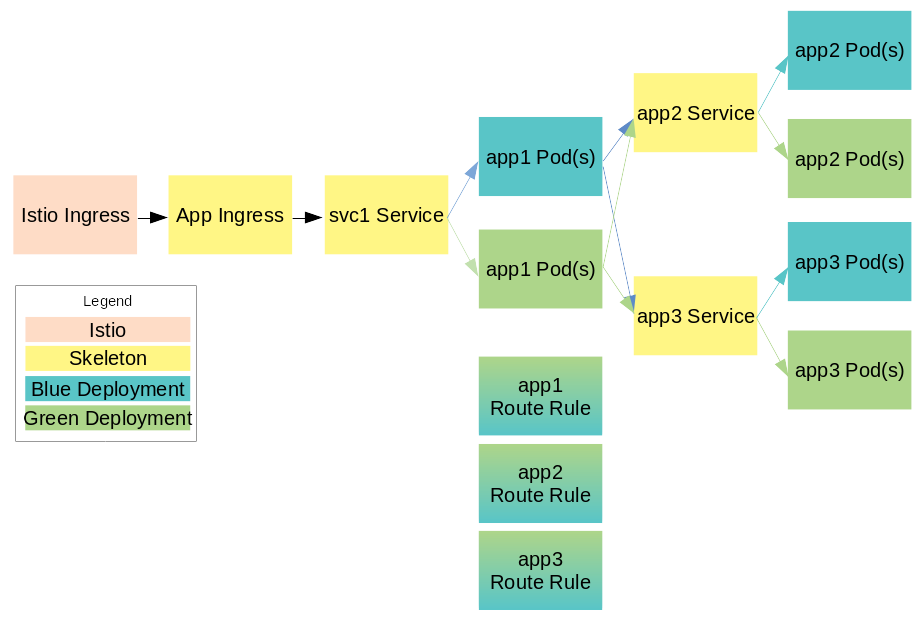 Istio Ingress
App Ingress
svc1 Service
app1 Pod(s)
app1 Pod(s)
app2 Service
app3 Service
app2 Pod(s)
app2 Pod(s)
app3 Pod(s)
app3 Pod(s)
app1
Route Rule
app2
Route Rule
app3
Route Rule
Legend
Istio
Skeleton
Blue Deployment
Green Deployment